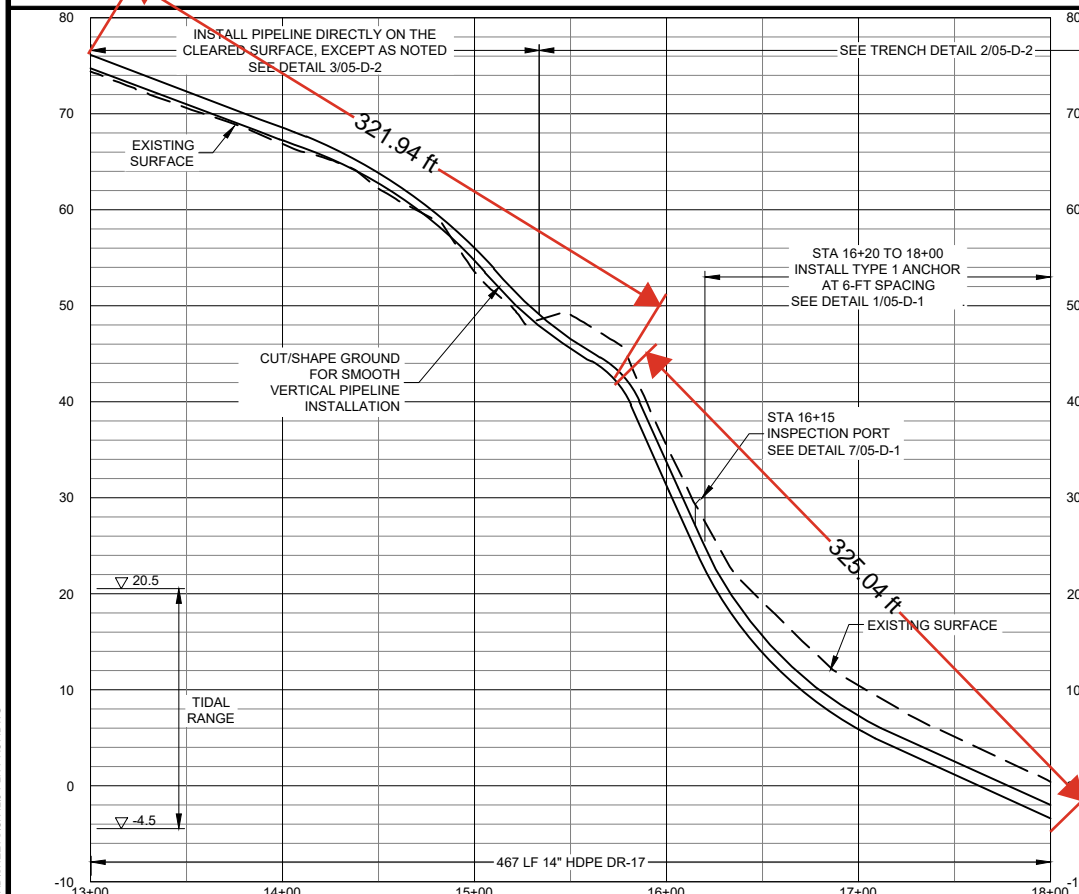 80
80
INSTALL PIPELINE DIRECTLY ON THE
CLEARED SURFACE, EXCEPT AS NOTED
SEE DETAIL 3/05-D-2
SEE TRENCH DETAIL 2/05-D-2
70
70
321.94 ft
EXISTING
SURFACE
60
60
STA 16+20 TO 18+00
INSTALL TYPE 1 ANCHOR
AT 6-FT SPACING
SEE DETAIL 1/05-D-1
50
50
CUT/SHAPE GROUND
FOR SMOOTH
VERTICAL PIPELINE
INSTALLATION
40
40
STA 16+15
INSPECTION PORT
SEE DETAIL 7/05-D-1
30
30
325.04 ft
20.5
20
20
EXISTING SURFACE
10
10
TIDAL
RANGE
0
-4.5
467 LF 14" HDPE DR-17
-10
-1
13+00
14+00
15+00
16+00
17+00
18+00